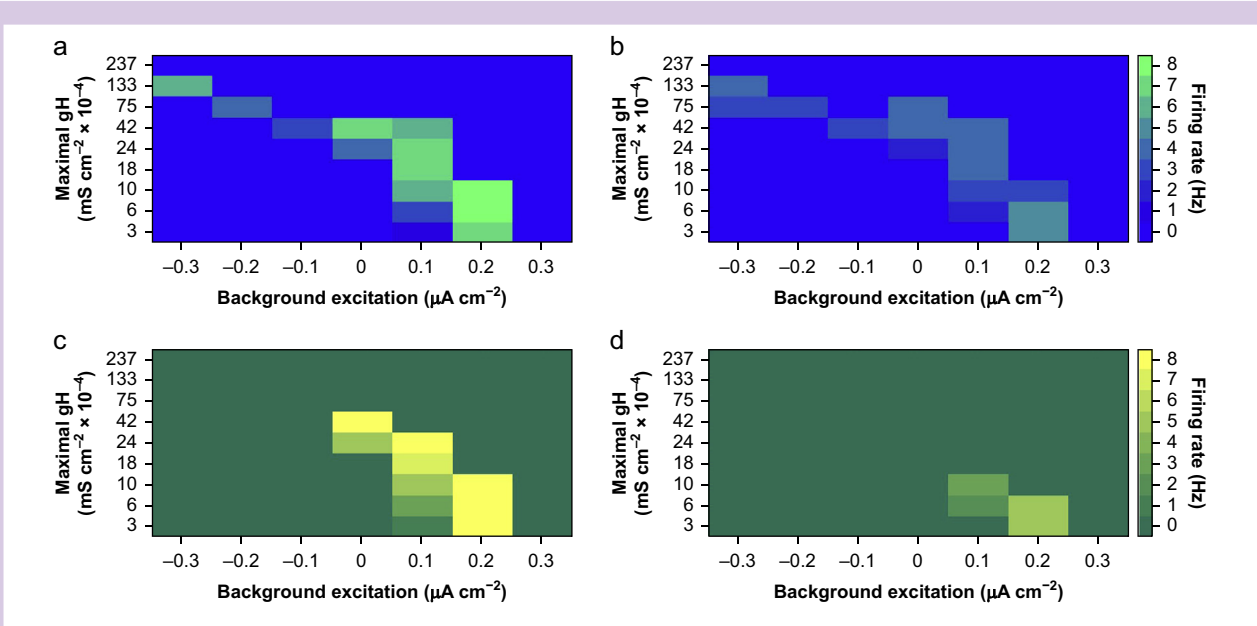 a
237
133
75
42
24
18
10
6
3
Maximal gH
(mS cm⁻² × 10⁻⁴)
–0.3 –0.2 –0.1 0 0.1 0.2 0.3
Background excitation (μA cm⁻²)
b
237
133
75
42
24
18
10
6
3
Maximal gH
(mS cm⁻² × 10⁻⁴)
–0.3 –0.2 –0.1 0 0.1 0.2 0.3
Background excitation (μA cm⁻²)
8
7
6
5
4
3
2
1
0
Firing rate (Hz)
c
237
133
75
42
24
18
10
6
3
Maximal gH
(mS cm⁻² × 10⁻⁴)
–0.3 –0.2 –0.1 0 0.1 0.2 0.3
Background excitation (μA cm⁻²)
d
237
133
75
42
24
18
10
6
3
Maximal gH
(mS cm⁻² × 10⁻⁴)
–0.3 –0.2 –0.1 0 0.1 0.2 0.3
Background excitation (μA cm⁻²)
8
7
6
5
4
3
2
1
0
Firing rate (Hz)